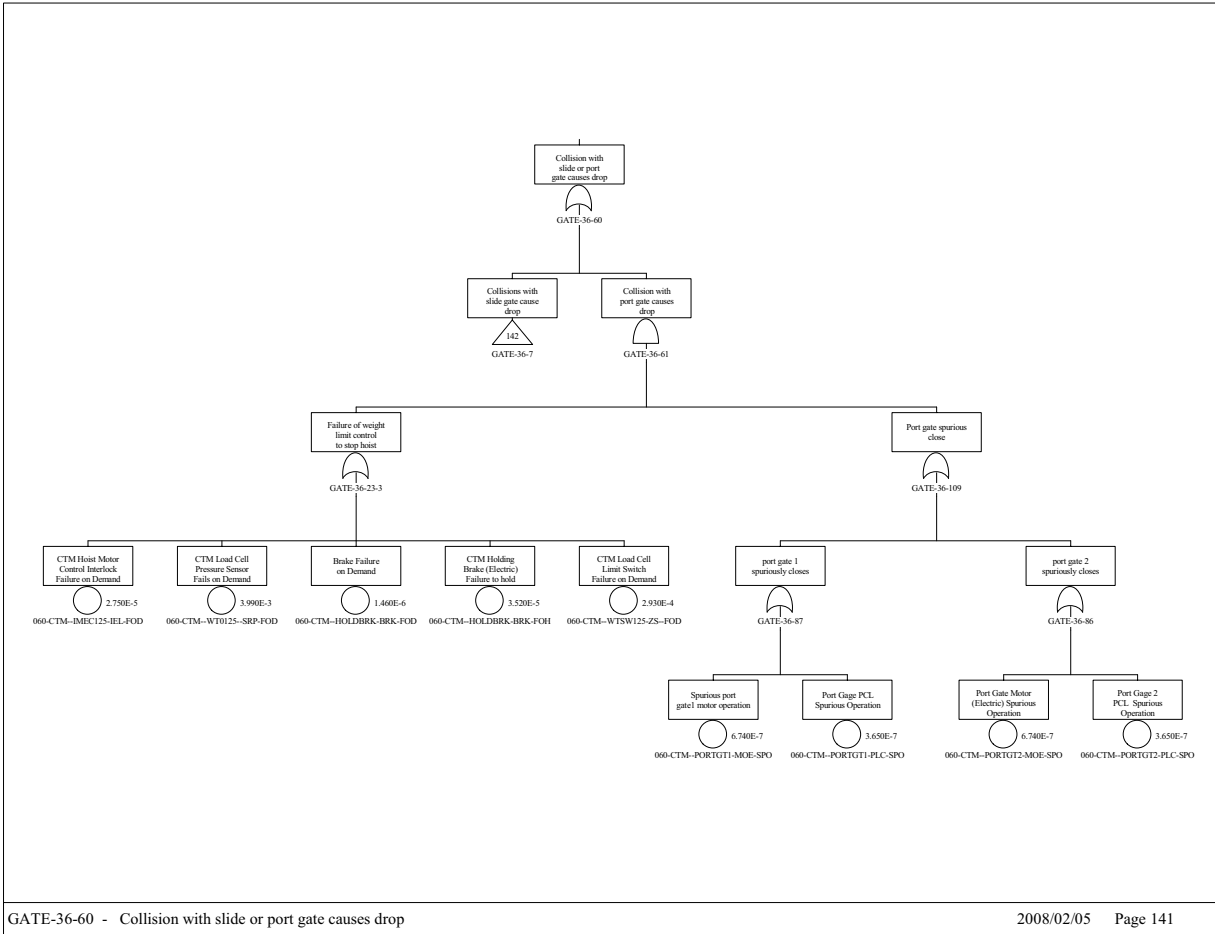 Collision with
slide or port
gate causes drop
GATE-36-60
Collisions with
slide gate cause
drop
142
GATE-36-7
Collision with
port gate causes
drop
GATE-36-61
Failure of weight
limit control
to stop hoist
GATE-36-23-3
Port gate spurious
close
GATE-36-109
CTM Hoist Motor
Control Interlock
Failure on Demand
2.750E-5
060-CTM--IMEC125-IEL-FOD
CTM Load Cell
Pressure Sensor
Fails on Demand
3.990E-3
060-CTM--WT0125--SRP-FOD
Brake Failure
on Demand
1.460E-6
060-CTM--HOLDBRK-BRK-FOD
CTM Holding
Brake (Electric)
Failure to hold
3.520E-5
060-CTM--HOLDBRK-BRK-FOH
CTM Load Cell
Limit Switch
Failure on Demand
2.930E-4
060-CTM--WTSW125-ZS--FOD
port gate 1
spuriously closes
GATE-36-87
port gate 2
spuriously closes
GATE-36-86
Spurious port
gate1 motor operation
6.740E-7
060-CTM--PORTGT1-MOE-SPO
Port Gage PCL
Spurious Operation
3.650E-7
060-CTM--PORTGT1-PLC-SPO
Port Gate Motor
(Electric) Spurious
Operation
6.740E-7
060-CTM--PORTGT2-MOE-SPO
Port Gage 2
PCL Spurious
Operation
3.650E-7
060-CTM--PORTGT2-PLC-SPO
GATE-36-60 - Collision with slide or port gate causes drop
2008/02/05 Page 141